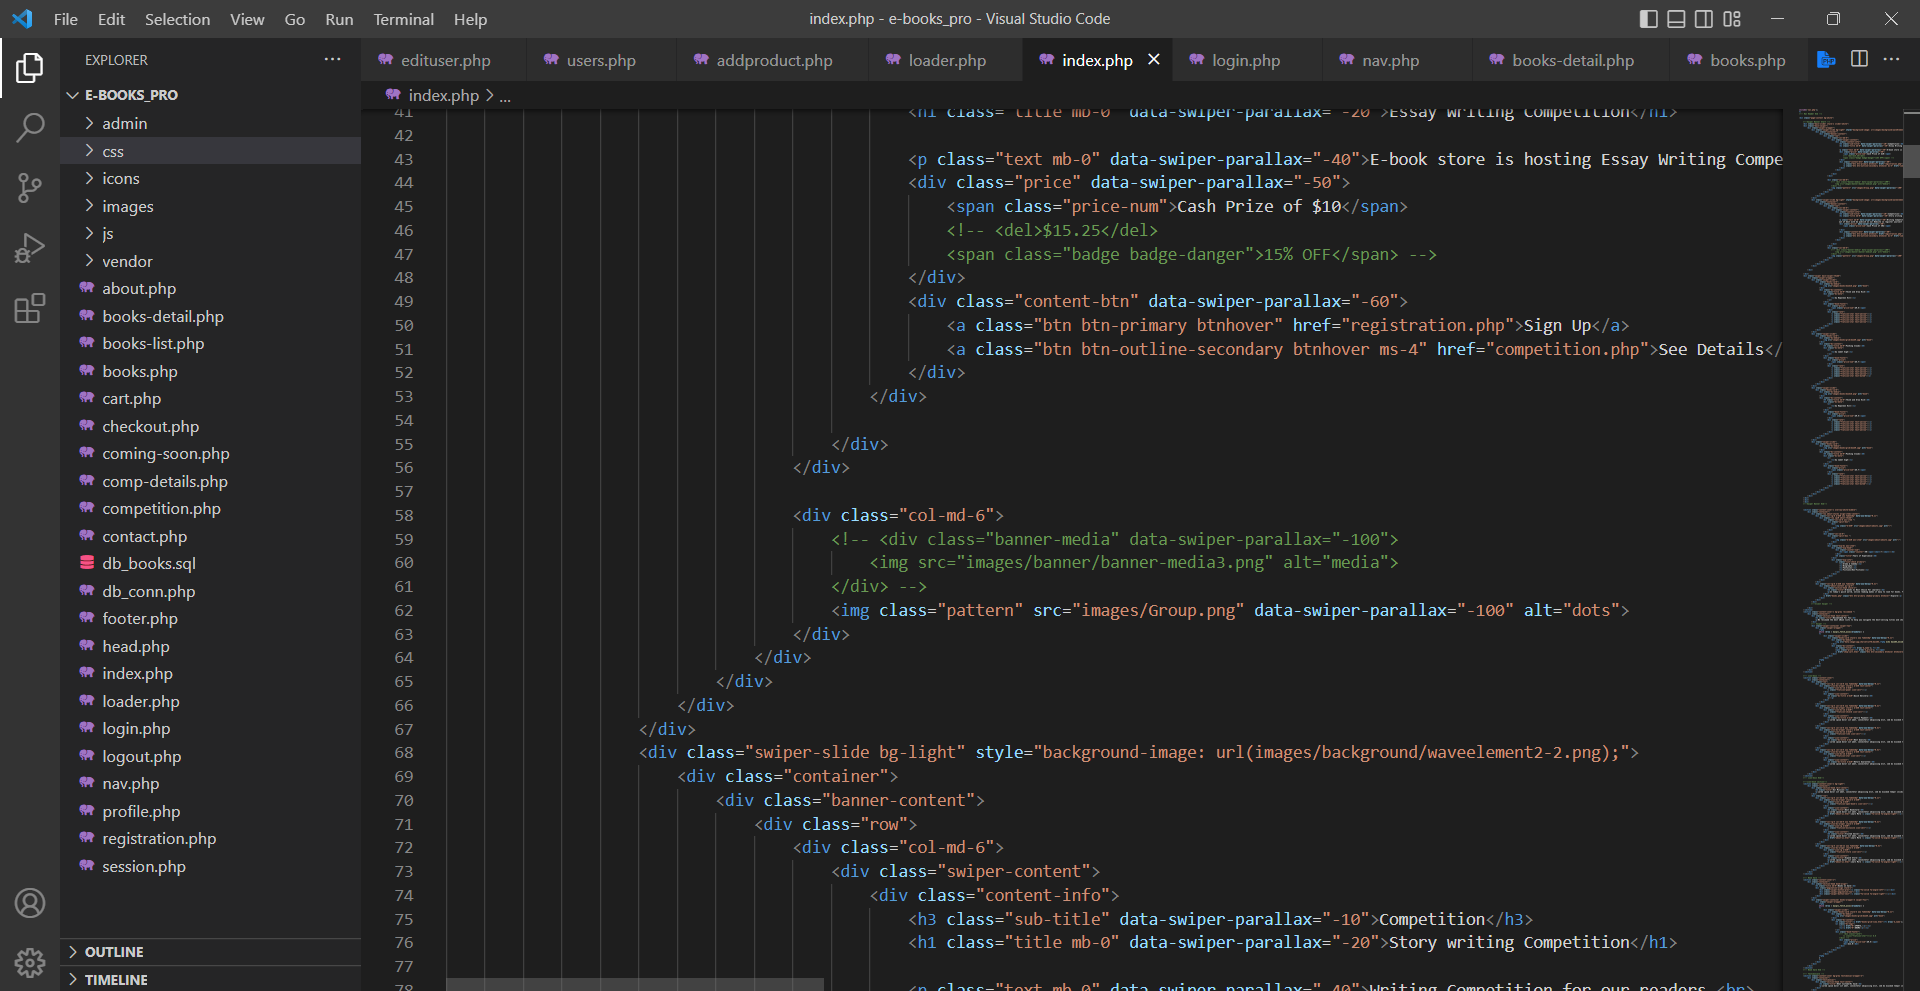 File Edit Selection View Go Run Terminal Help
index.php - e-books_pro - Visual Studio Code
EXPLORER
edituser.php users.php addproduct.php loader.php index.php login.php nav.php books-detail.php books.php
E-BOOKS_PRO
admin
css
icons
images
js
vendor
about.php
books-detail.php
books-list.php
books.php
cart.php
checkout.php
coming-soon.php
comp-details.php
competition.php
contact.php
db_books.sql
db_conn.php
footer.php
head.php
index.php
loader.php
login.php
logout.php
nav.php
profile.php
registration.php
session.php
OUTLINE
TIMELINE
index.php > ...
41 <h1 class="title mb-0" data-swiper-parallax="-20">Essay Writing Competition</h1>
42
43 <p class="text mb-0" data-swiper-parallax="-40">E-book store is hosting Essay Writing Compe
44 <div class="price" data-swiper-parallax="-50">
45 <span class="price-num">Cash Prize of $10</span>
46 <!-- <del>$15.25</del>
47 <span class="badge badge-danger">15% OFF</span> -->
48 </div>
49 <div class="content-btn" data-swiper-parallax="-60">
50 <a class="btn btn-primary btnhover" href="registration.php">Sign Up</a>
51 <a class="btn btn-outline-secondary btnhover ms-4" href="competition.php">See Details</
52 </div>
53 </div>
54
55 </div>
56 </div>
57
58 <div class="col-md-6">
59 <!-- <div class="banner-media" data-swiper-parallax="-100">
60 <img src="images/banner/banner-media3.png" alt="media">
61 </div> -->
62 <img class="pattern" src="images/Group.png" data-swiper-parallax="-100" alt="dots">
63 </div>
64 </div>
65 </div>
66 </div>
67 </div>
68 <div class="swiper-slide bg-light" style="background-image: url(images/background/waveelement2-2.png);">
69 <div class="container">
70 <div class="banner-content">
71 <div class="row">
72 <div class="col-md-6">
73 <div class="swiper-content">
74 <div class="content-info">
75 <h3 class="sub-title" data-swiper-parallax="-10">Competition</h3>
76 <h1 class="title mb-0" data-swiper-parallax="-20">Story writing Competition</h1>
77
78 <p class="text mb-0" data-swiper-parallax="-40">Writing Competition for our readers <br>